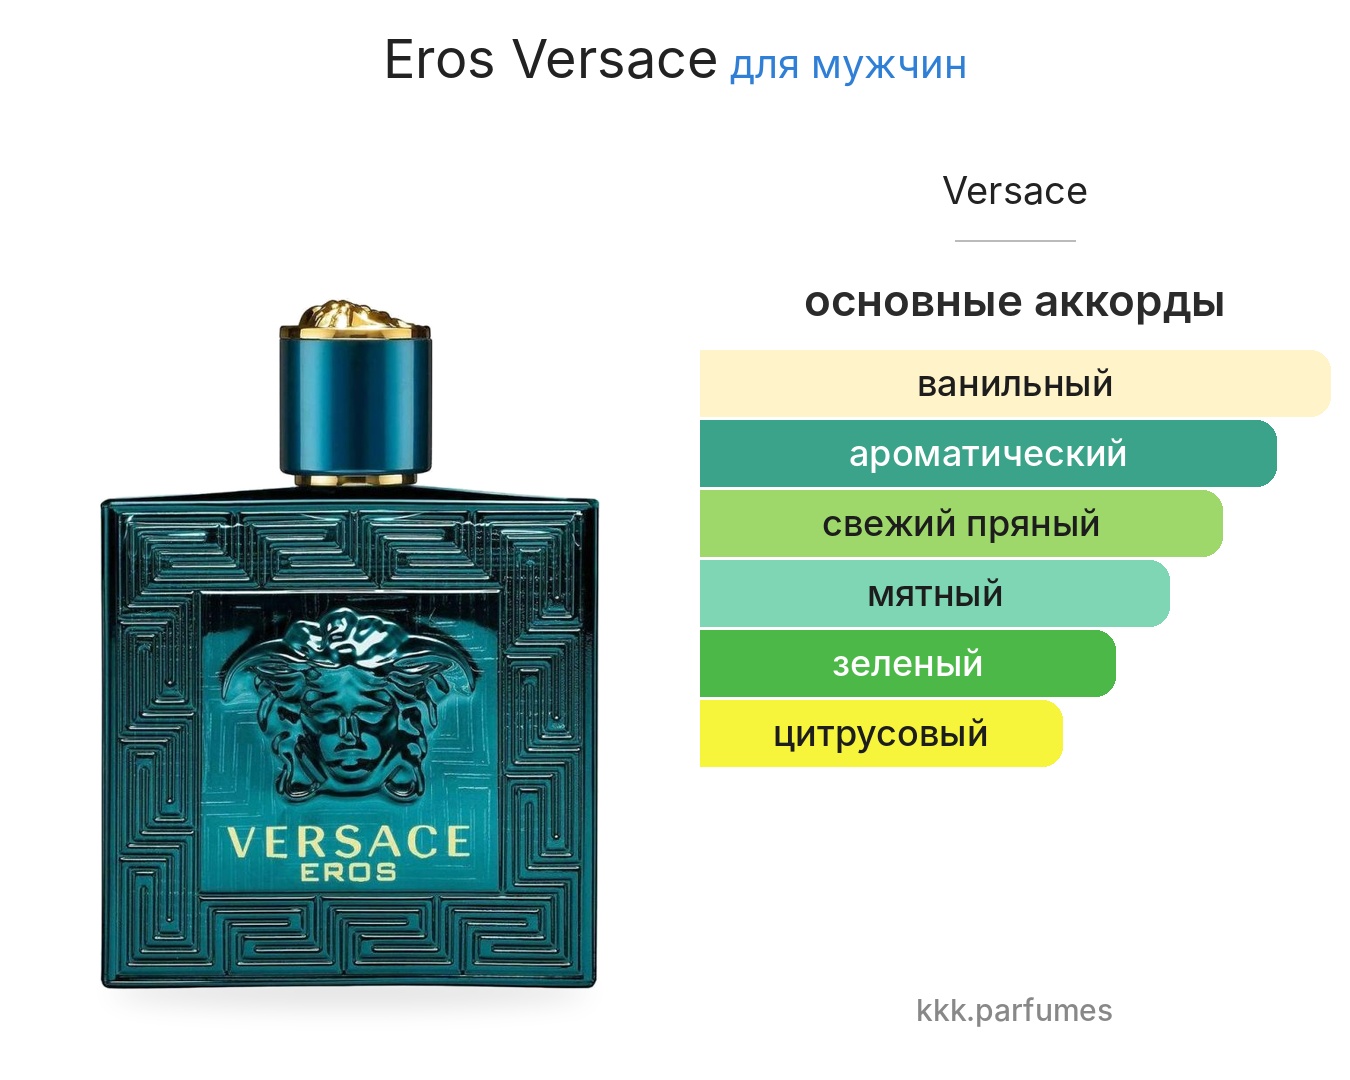 Eros Versace для мужчин
Versace
основные аккорды
ванильный
ароматический
свежий пряный
мятный
зеленый
цитрусовый
VERSACE
EROS
kkk.parfumes